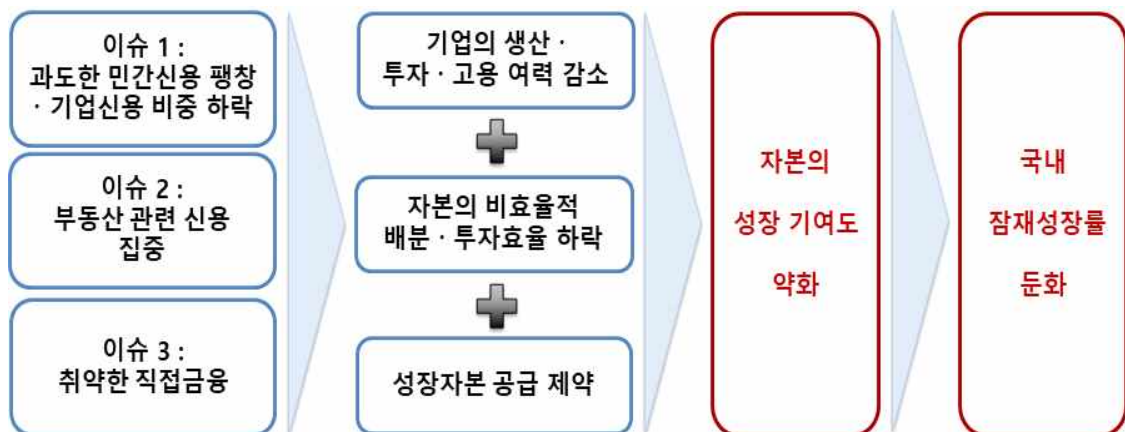 이슈 1 :
과도한 민간신용 팽창
· 기업신용 비중 하락
이슈 2 :
부동산 관련 신용
집중
이슈 3 :
취약한 직접금융
기업의 생산 ·
투자 · 고용 여력 감소
자본의 비효율적
배분 · 투자효율 하락
성장자본 공급 제약
자본의
성장 기여도
약화
국내
잠재성장률
둔화